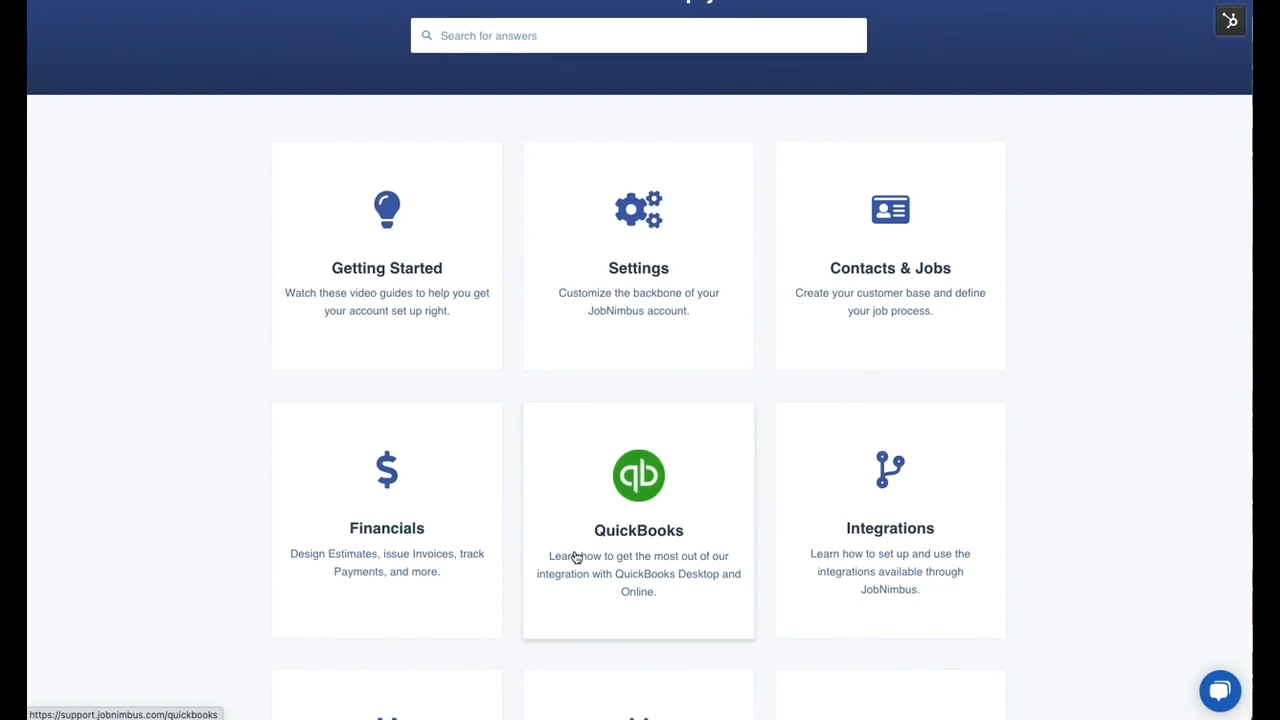 Search for answers
Getting Started
Watch these video guides to help you get
your account set up right.
Settings
Customize the backbone of your
JobNimbus account.
Contacts & Jobs
Create your customer base and define
your job process.
Financials
Design Estimates, issue Invoices, track
Payments, and more.
qb
QuickBooks
Learn how to get the most out of our
integration with QuickBooks Desktop and
Online.
Integrations
Learn how to set up and use the
integrations available through
JobNimbus.
https://support.jobnimbus.com/quickbooks